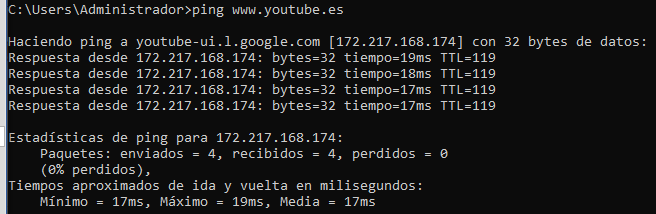 C:\Users\Administrador>ping www.youtube.es
Haciendo ping a youtube-ui.l.google.com [172.217.168.174] con 32 bytes de datos:
Respuesta desde 172.217.168.174: bytes=32 tiempo=19ms TTL=119
Respuesta desde 172.217.168.174: bytes=32 tiempo=18ms TTL=119
Respuesta desde 172.217.168.174: bytes=32 tiempo=17ms TTL=119
Respuesta desde 172.217.168.174: bytes=32 tiempo=17ms TTL=119
Estadísticas de ping para 172.217.168.174:
Paquetes: enviados = 4, recibidos = 4, perdidos = 0
(0% perdidos),
Tiempos aproximados de ida y vuelta en milisegundos:
Mínimo = 17ms, Máximo = 19ms, Media = 17ms